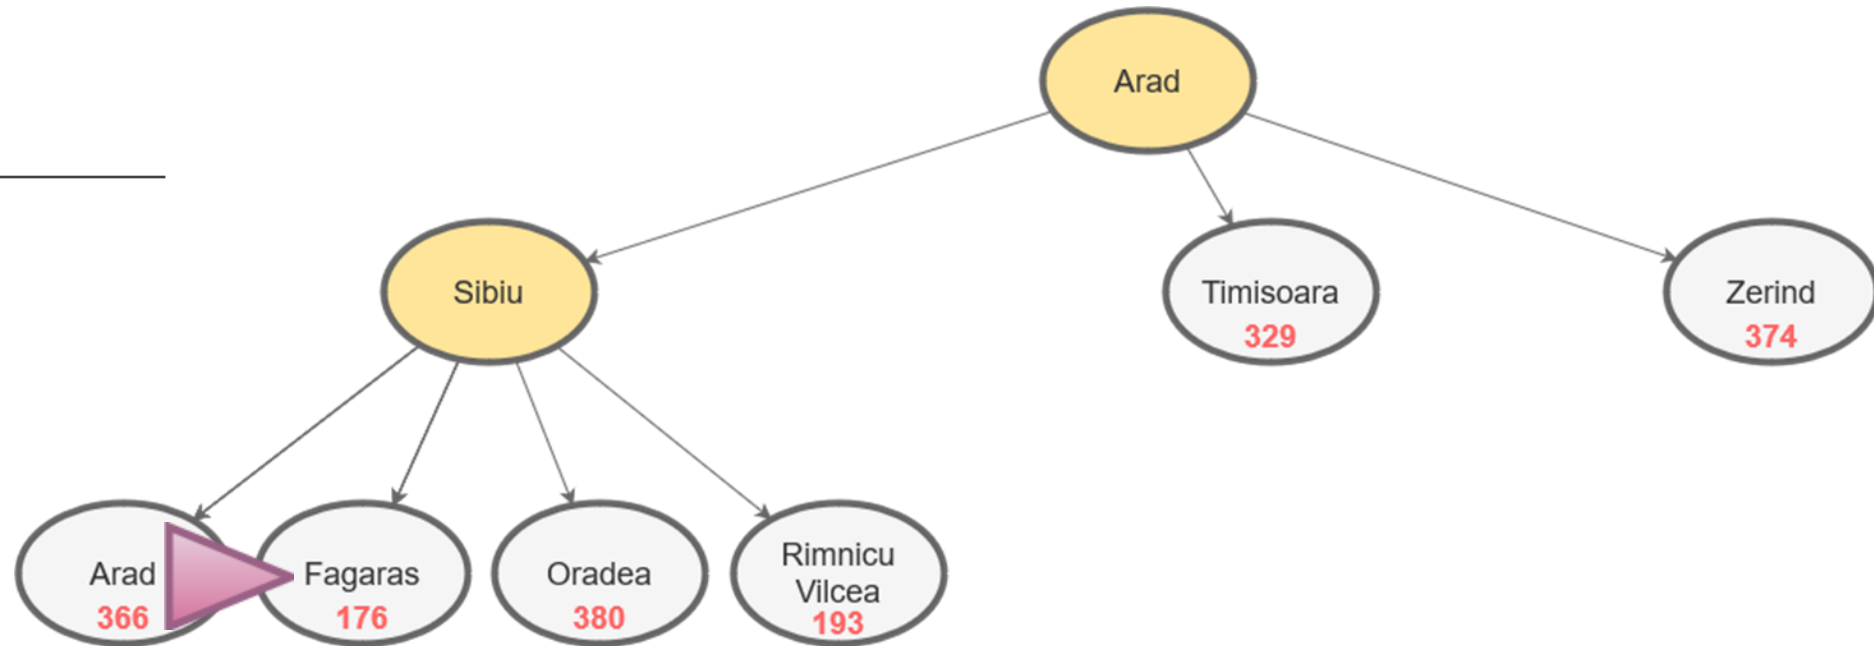 Arad
Sibiu
Timisoara
329
Zerind
374
Arad
366
Fagaras
176
Oradea
380
Rimnicu
Vilcea
193